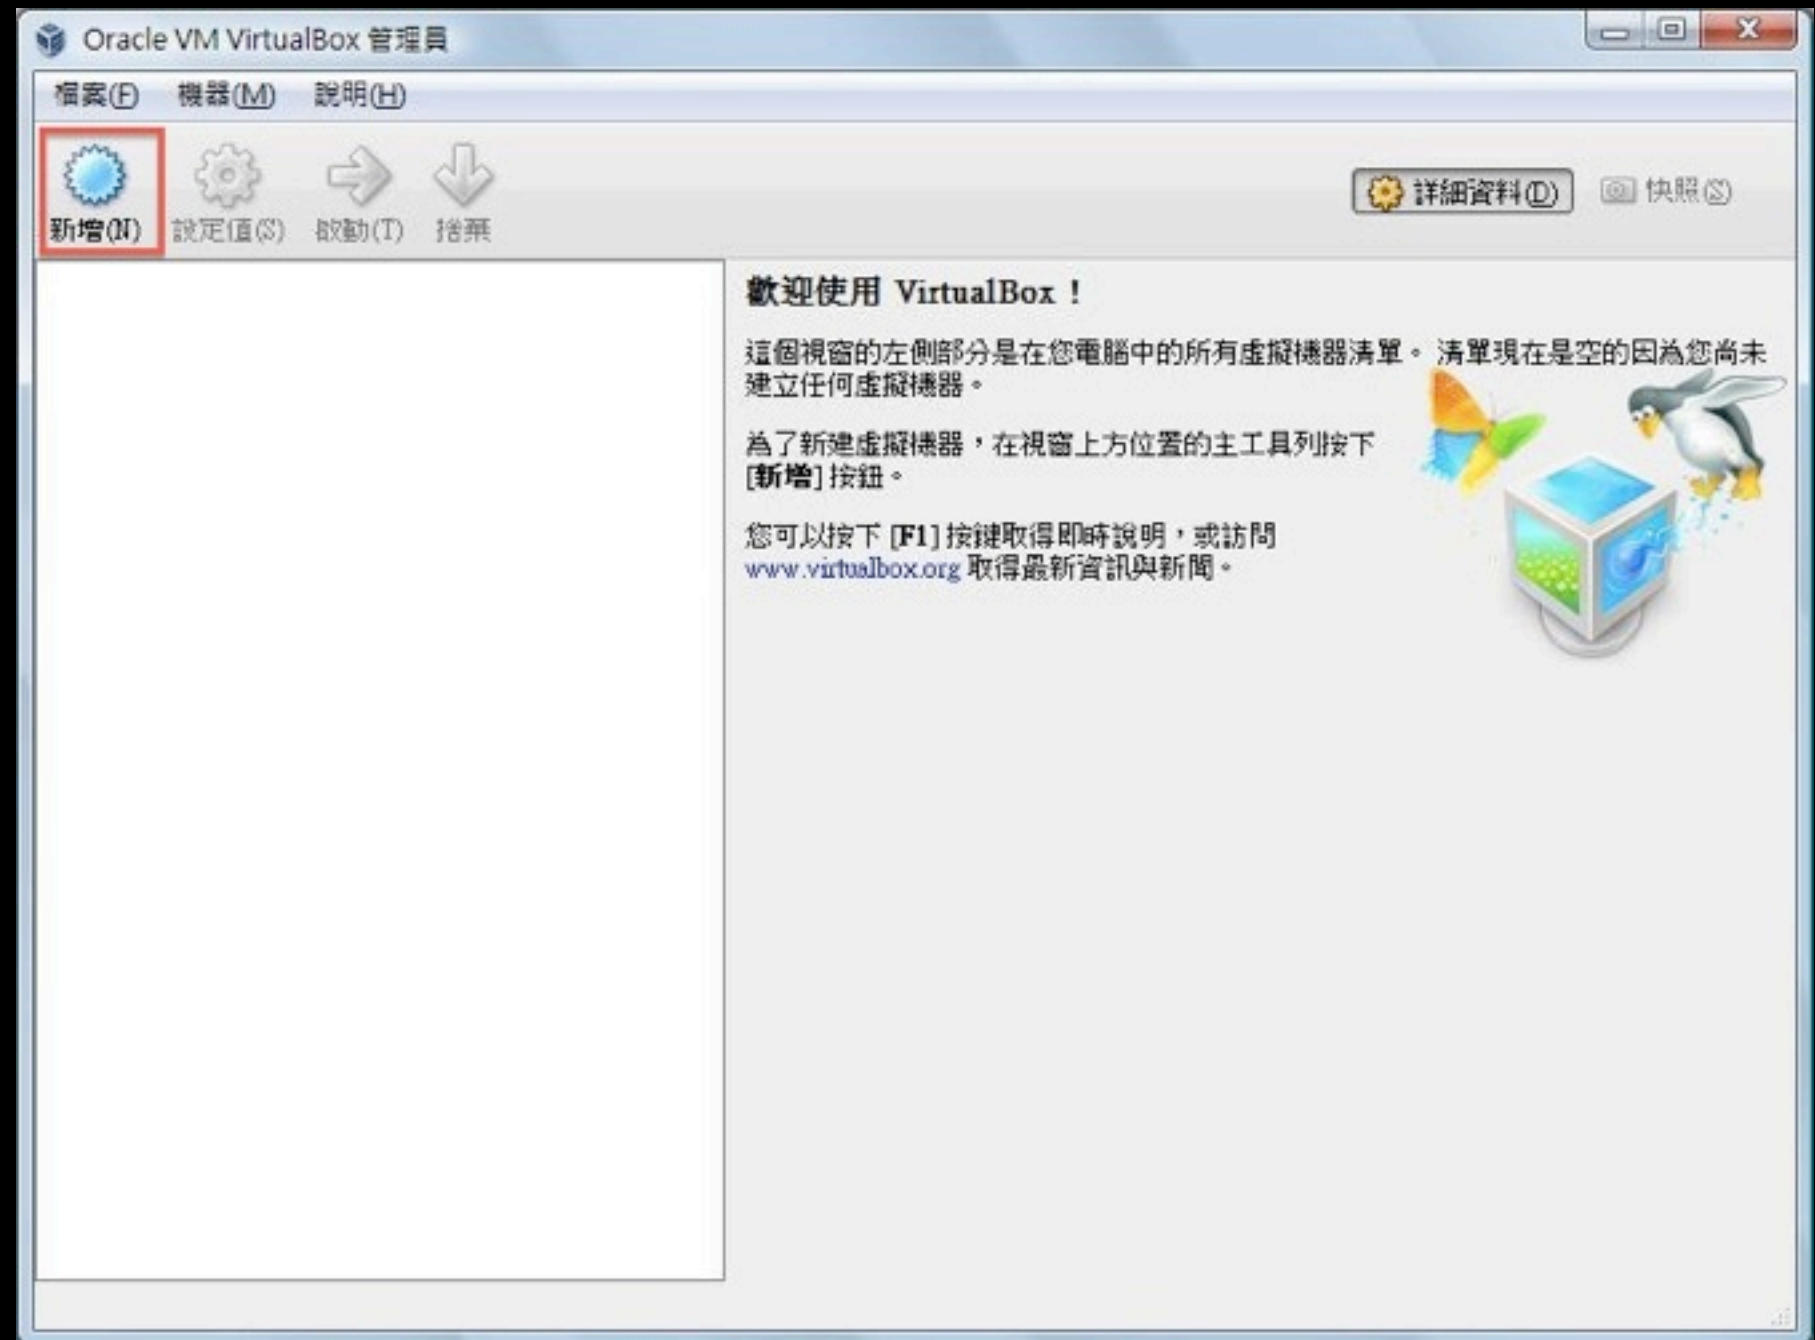 Oracle VM VirtualBox 管理員
檔案(F) 機器(M) 說明(H)
新增(N) 設定值(S) 啟動(T) 捨棄 詳細資料(D) 快照(S)
歡迎使用 VirtualBox！
這個視窗的左側部分是在您電腦中的所有虛擬機器清單。 清單現在是空的因為您尚未
建立任何虛擬機器。
為了新建虛擬機器，在視窗上方位置的主工具列按下
[新增] 按鈕。
您可以按下 [F1] 按鍵取得即時說明，或訪問
www.virtualbox.org 取得最新資訊與新聞。